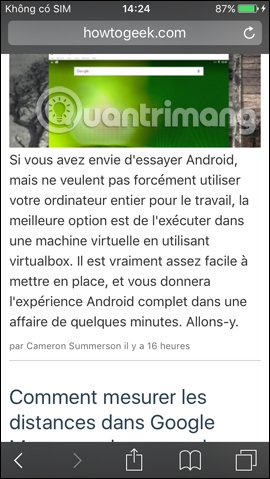 Không có SIM 14:24 87%
howtogeek.com
Google
Quantrimang
Si vous avez envie d'essayer Android,
mais ne veulent pas forcément utiliser
votre ordinateur entier pour le travail, la
meilleure option est de l'exécuter dans
une machine virtuelle en utilisant
virtualbox. Il est vraiment assez facile à
mettre en place, et vous donnera
l'expérience Android complet dans une
affaire de quelques minutes. Allons-y.
par Cameron Summerson il y a 16 heures
Comment mesurer les
distances dans Google